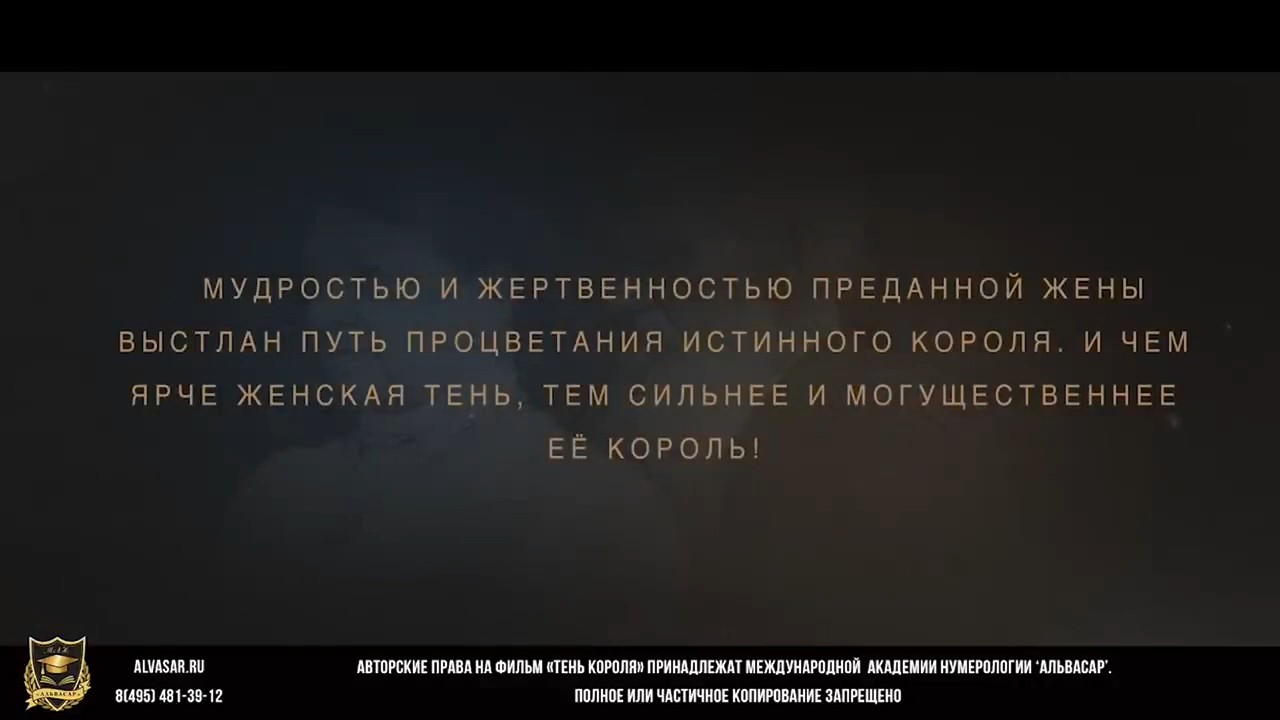 МУДРОСТЬЮ И ЖЕРТВЕННОСТЬЮ ПРЕДАННОЙ ЖЕНЫ
ВЫСТЛАН ПУТЬ ПРОЦВЕТАНИЯ ИСТИННОГО КОРОЛЯ. И ЧЕМ
ЯРЧЕ ЖЕНСКАЯ ТЕНЬ, ТЕМ СИЛЬНЕЕ И МОГУЩЕСТВЕННЕЕ
ЕЁ КОРОЛЬ!
М.А.Н.
«АЛЬВАСАР»
ALVASAR.RU
8(495) 481-39-12
АВТОРСКИЕ ПРАВА НА ФИЛЬМ «ТЕНЬ КОРОЛЯ» ПРИНАДЛЕЖАТ МЕЖДУНАРОДНОЙ АКАДЕМИИ НУМЕРОЛОГИИ ‘АЛЬВАСАР’.
ПОЛНОЕ ИЛИ ЧАСТИЧНОЕ КОПИРОВАНИЕ ЗАПРЕЩЕНО